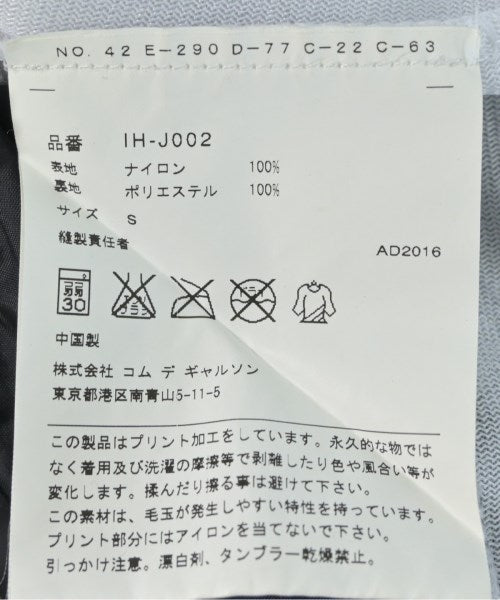 NO. 42 E-290 D-77 C-22 C-63
品番 IH-J002
表地 ナイロン 100%
裏地 ポリエステル 100%
サイズ S
縫製責任者
AD2016
弱
30
エンソサラシ
ドライ
中国製
株式会社 コム デ ギャルソン
東京都港区南青山5-11-5
この製品はプリント加工をしています。永久的な物では
なく着用及び洗濯の摩擦等で剥離したり色や風合い等が
変化します。揉んだり擦る事は避けて下さい。
この素材は、毛玉が発生しやすい特性を持っています。
プリント部分にはアイロンを当てないで下さい。
引っかけ注意。漂白剤、タンブラー乾燥禁止。